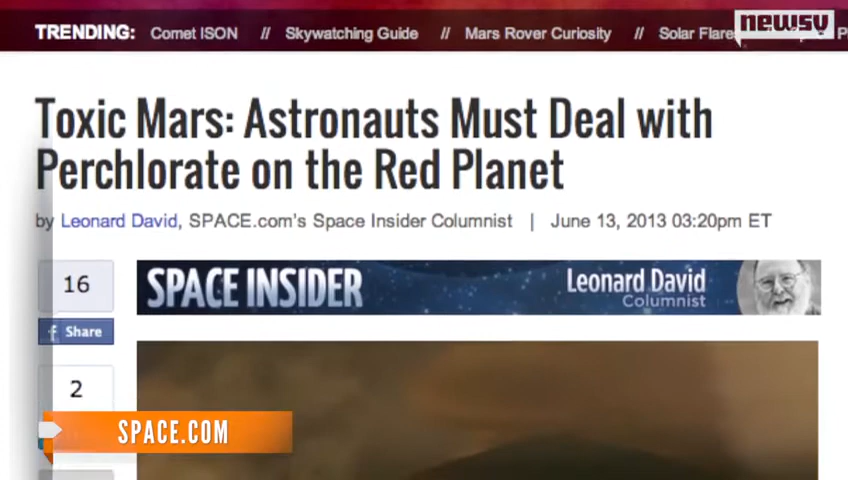 TRENDING: Comet ISON // Skywatching Guide // Mars Rover Curiosity // Solar Flare
newsy
Toxic Mars: Astronauts Must Deal with
Perchlorate on the Red Planet
by Leonard David, SPACE.com's Space Insider Columnist | June 13, 2013 03:20pm ET
16
SPACE INSIDER
Leonard David
Columnist
f Share
2
SPACE.COM